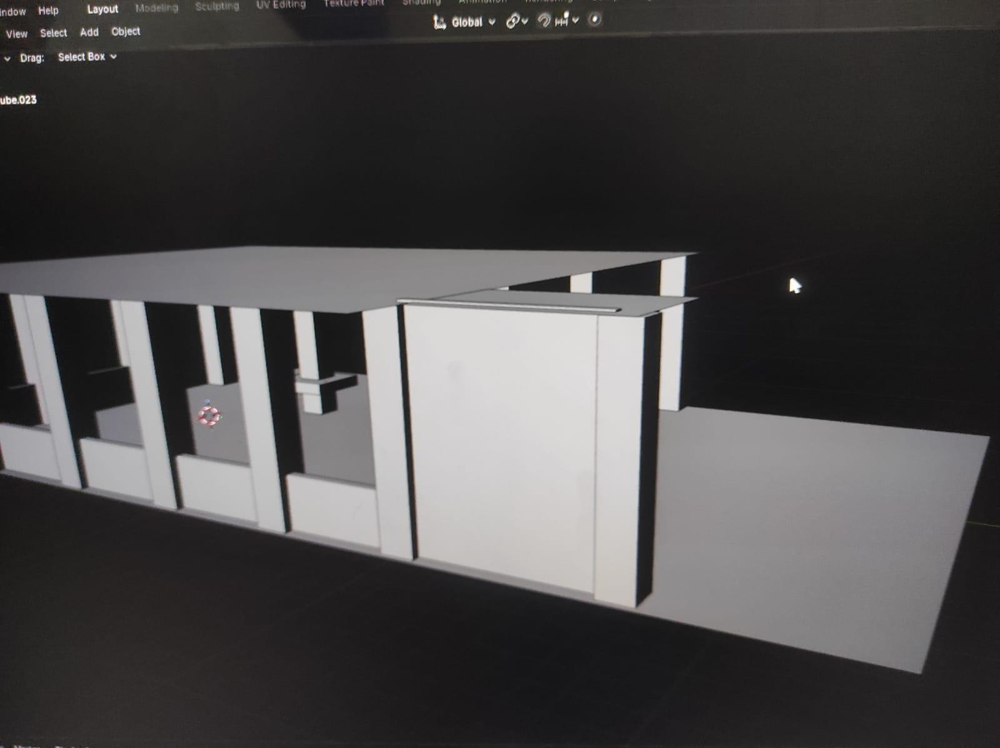 indow Help Layout Modeling Sculpting UV Editing Texture Paint Shading
View Select Add Object Global
Drag: Select Box
ube.023